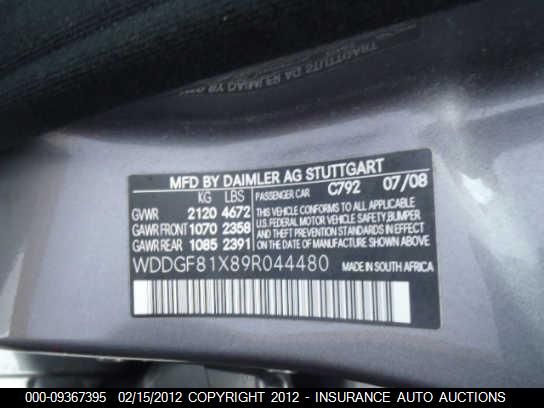 MFD BY DAIMLER AG STUTTGART
KG LBS PASSENGER CAR C792 07/08
GVWR 2120 4672
GAWR FRONT 1070 2358
GAWR REAR 1085 2391
THIS VEHICLE CONFORMS TO ALL APPLICABLE
U.S. FEDERAL MOTOR VEHICLE SAFETY, BUMPER
AND THEFT PREVENTION STANDARDS IN EFFECT
ON THE DATE OF MANUFACTURE SHOWN ABOVE.
WDDGF81X89R044480 MADE IN SOUTH AFRICA
000-09367395 02/15/2012 COPYRIGHT 2012 - INSURANCE AUTO AUCTIONS